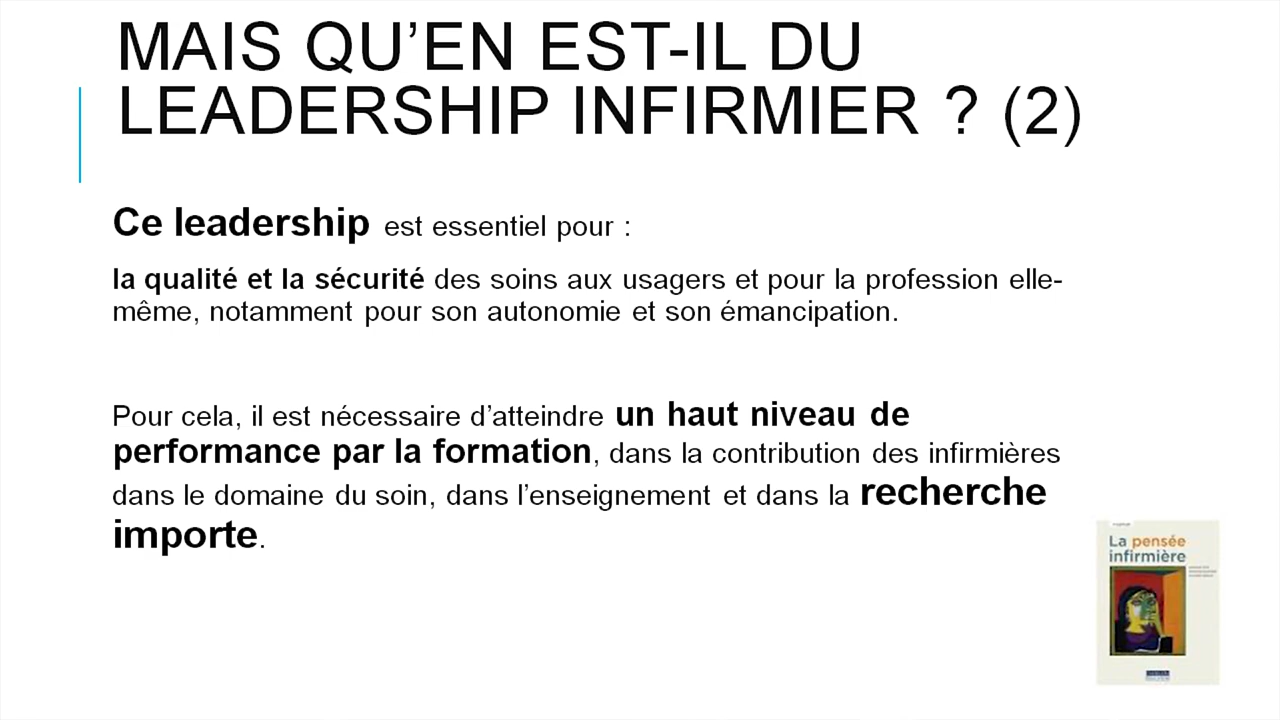 MAIS QU’EN EST-IL DU
LEADERSHIP INFIRMIER ? (2)
Ce leadership est essentiel pour :
la qualité et la sécurité des soins aux usagers et pour la profession elle-
même, notamment pour son autonomie et son émancipation.
Pour cela, il est nécessaire d’atteindre un haut niveau de
performance par la formation, dans la contribution des infirmières
dans le domaine du soin, dans l’enseignement et dans la recherche
importe.
La pensée
infirmière